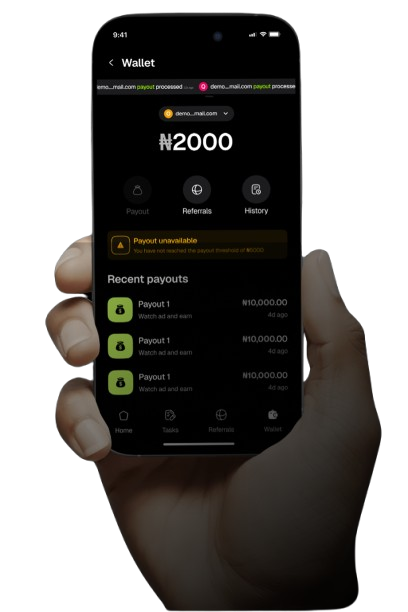 9:41
Wallet
emo...mail.com payout processed
D demo...mail.com payout processe
D demo...mail.com
₦2000
Payout
Referrals
History
Payout unavailable
You have not reached the payout threshold of ₦5000
Recent payouts
Payout 1
₦10,000.00
Watch ad and earn
4d ago
Payout 1
₦10,000.00
Watch ad and earn
4d ago
Payout 1
₦10,000.00
Watch ad and earn
4d ago
Home
Tasks
Referrals
Wallet